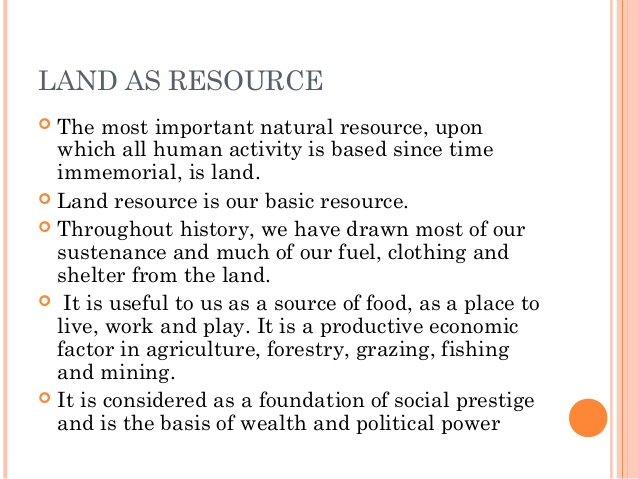 LAND AS RESOURCE
The most important natural resource, upon
which all human activity is based since time
immemorial, is land.
Land resource is our basic resource.
Throughout history, we have drawn most of our
sustenance and much of our fuel, clothing and
shelter from the land.
It is useful to us as a source of food, as a place to
live, work and play. It is a productive economic
factor in agriculture, forestry, grazing, fishing
and mining.
It is considered as a foundation of social prestige
and is the basis of wealth and political power